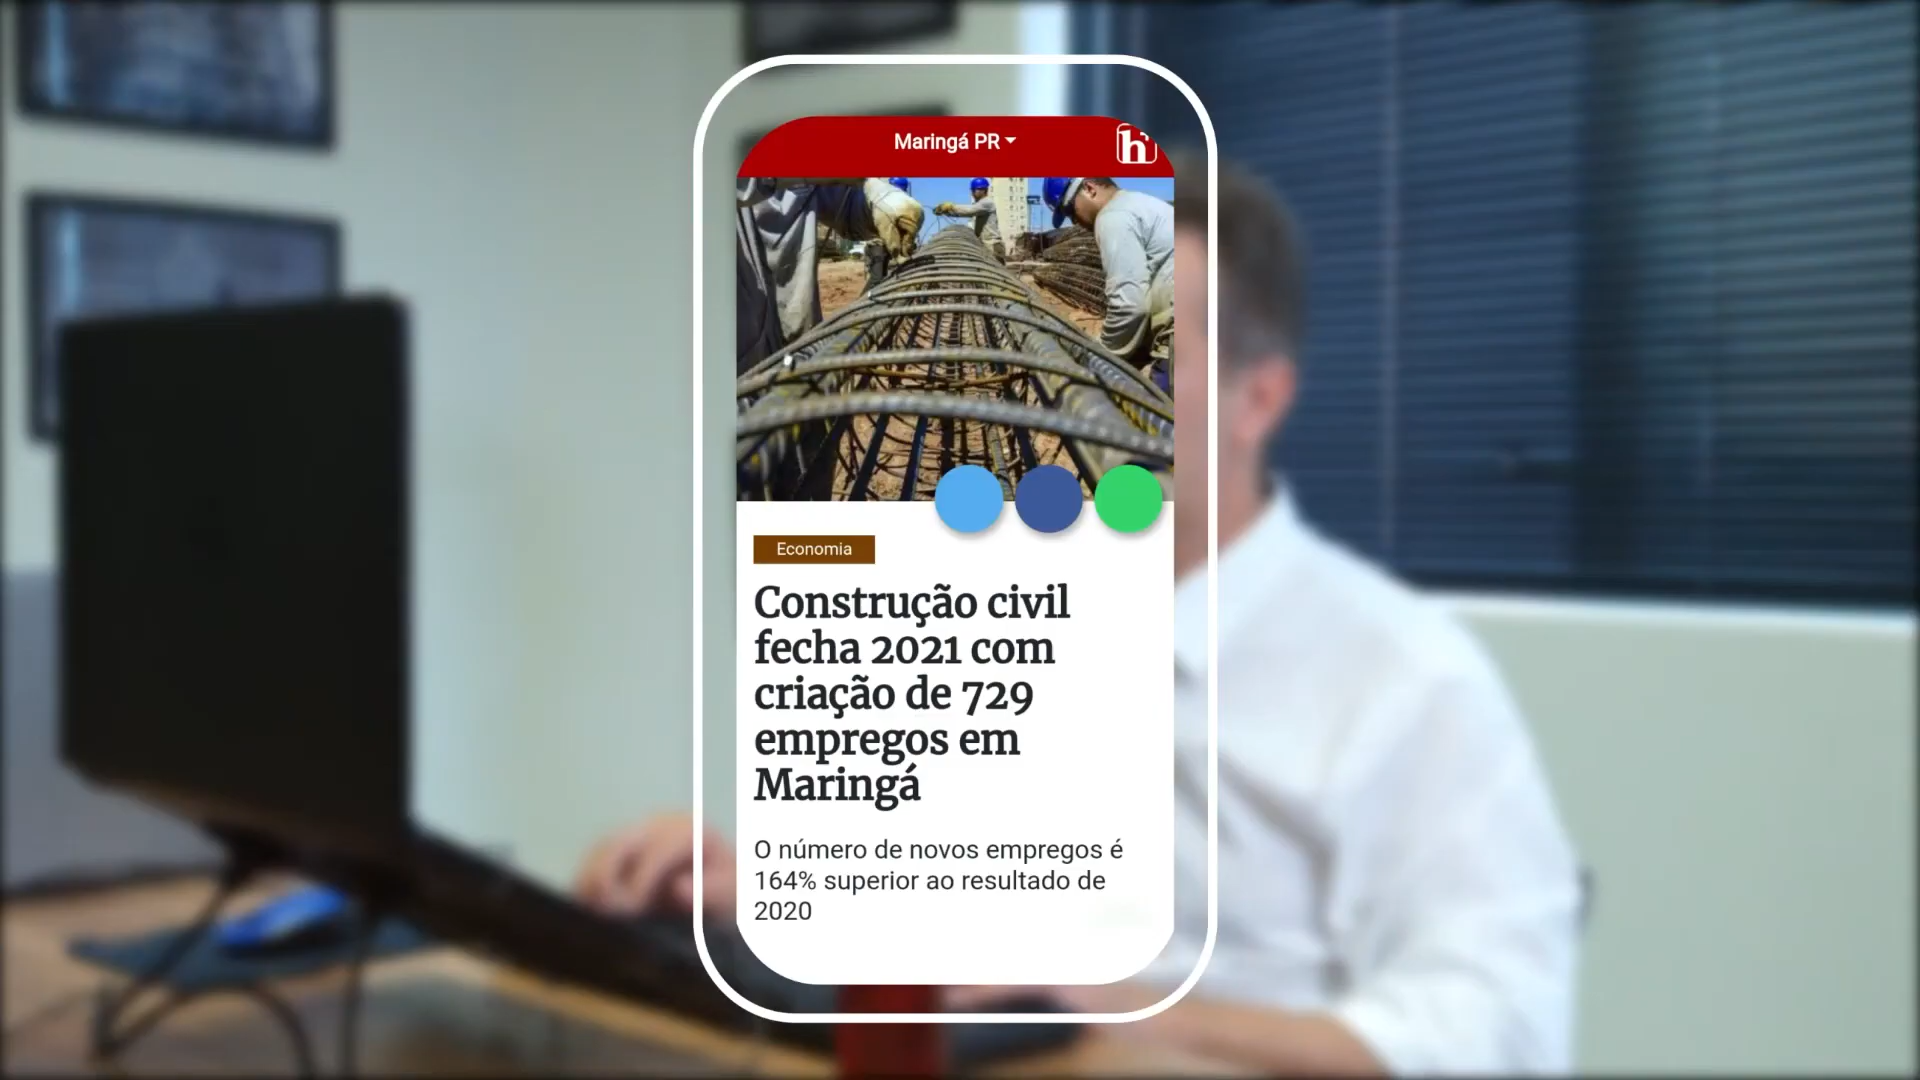 Maringá PR
h
Economia
Construção civil
fecha 2021 com
criação de 729
empregos em
Maringá
O número de novos empregos é
164% superior ao resultado de
2020